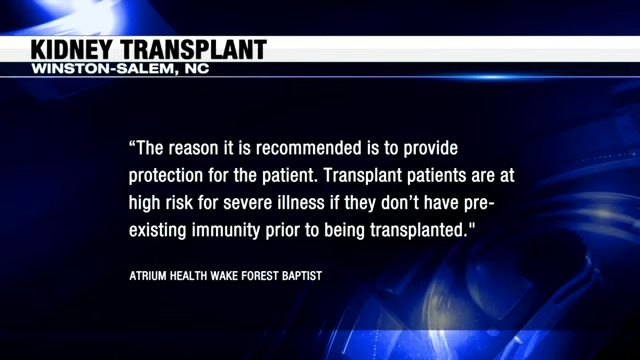 KIDNEY TRANSPLANT
WINSTON-SALEM, NC
“The reason it is recommended is to provide
protection for the patient. Transplant patients are at
high risk for severe illness if they don’t have pre-
existing immunity prior to being transplanted."
ATRIUM HEALTH WAKE FOREST BAPTIST